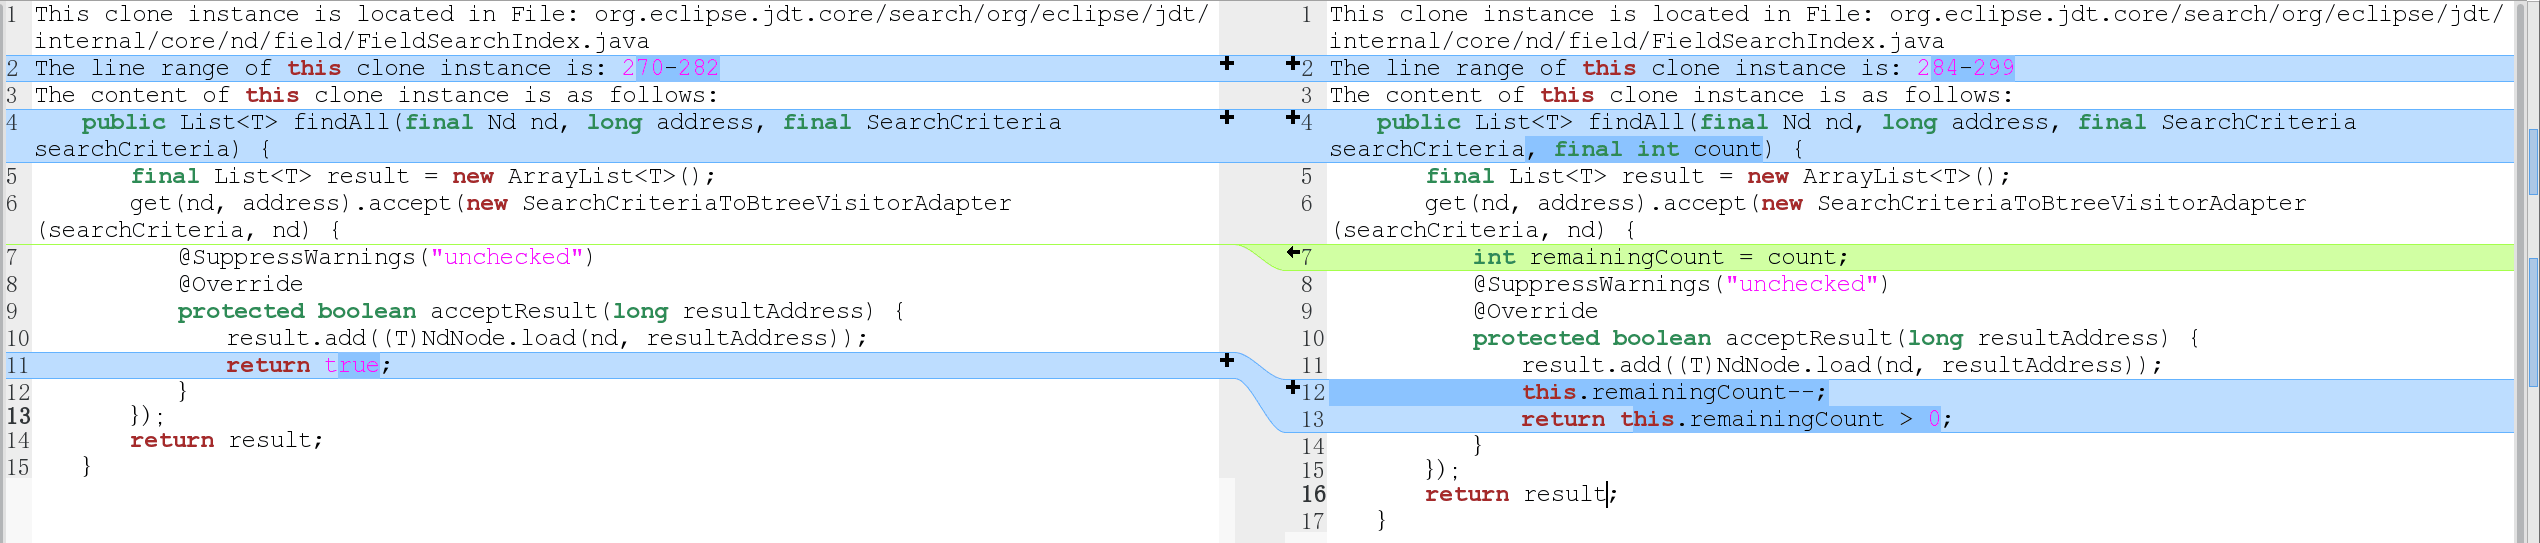 1 This clone instance is located in File: org.eclipse.jdt.core/search/org/eclipse/jdt/
internal/core/nd/field/FieldSearchIndex.java
2 The line range of this clone instance is: 270-282
3 The content of this clone instance is as follows:
4 public List<T> findAll(final Nd nd, long address, final SearchCriteria
searchCriteria) {
5 final List<T> result = new ArrayList<T>();
6 get(nd, address).accept(new SearchCriteriaToBtreeVisitorAdapter
(searchCriteria, nd) {
7 @SuppressWarnings("unchecked")
8 @Override
9 protected boolean acceptResult(long resultAddress) {
10 result.add((T)NdNode.load(nd, resultAddress));
11 return true;
12 }
13 });
14 return result;
15 }
1 This clone instance is located in File: org.eclipse.jdt.core/search/org/eclipse/jdt/
internal/core/nd/field/FieldSearchIndex.java
2 The line range of this clone instance is: 284-299
3 The content of this clone instance is as follows:
4 public List<T> findAll(final Nd nd, long address, final SearchCriteria
searchCriteria, final int count) {
5 final List<T> result = new ArrayList<T>();
6 get(nd, address).accept(new SearchCriteriaToBtreeVisitorAdapter
(searchCriteria, nd) {
7 int remainingCount = count;
8 @SuppressWarnings("unchecked")
9 @Override
10 protected boolean acceptResult(long resultAddress) {
11 result.add((T)NdNode.load(nd, resultAddress));
12 this.remainingCount--;
13 return this.remainingCount > 0;
14 }
15 });
16 return result;
17 }